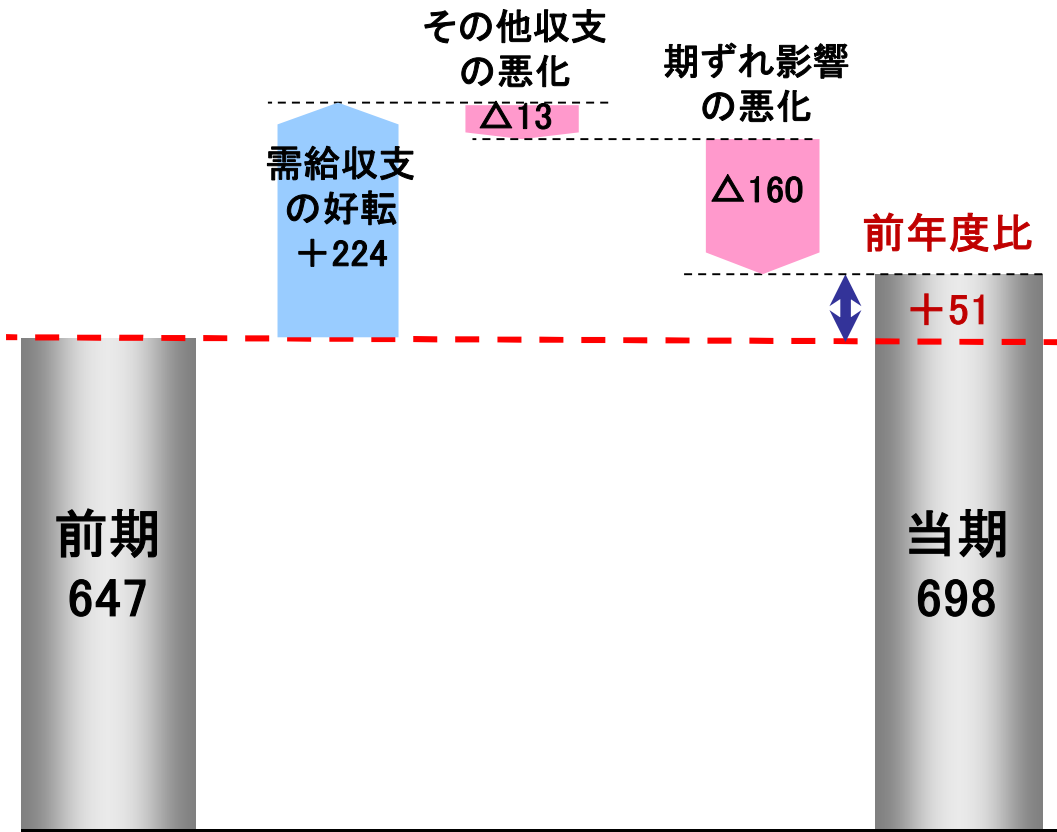 その他収支
の悪化
△13
期ずれ影響
の悪化
△160
需給収支
の好転
＋224
前年度比
＋51
前期
647
当期
698